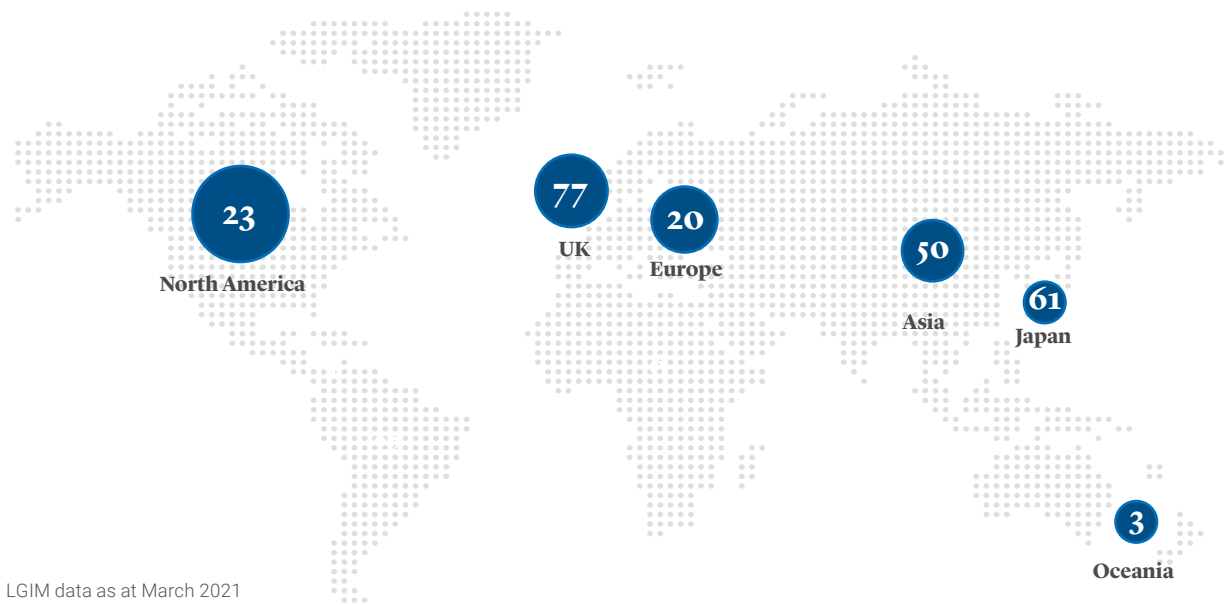 77
23
UK
20
Europe
North America
50
Asia
61
Japan
3
Oceania
LGIM data as at March 2021